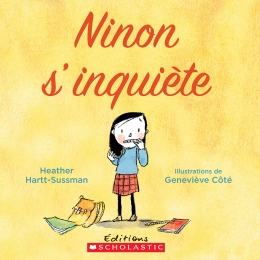 Ninon
s'inquiète
Heather
Hartt-Sussman
Illustrations de
Geneviève Côté
Éditions
SCHOLASTIC